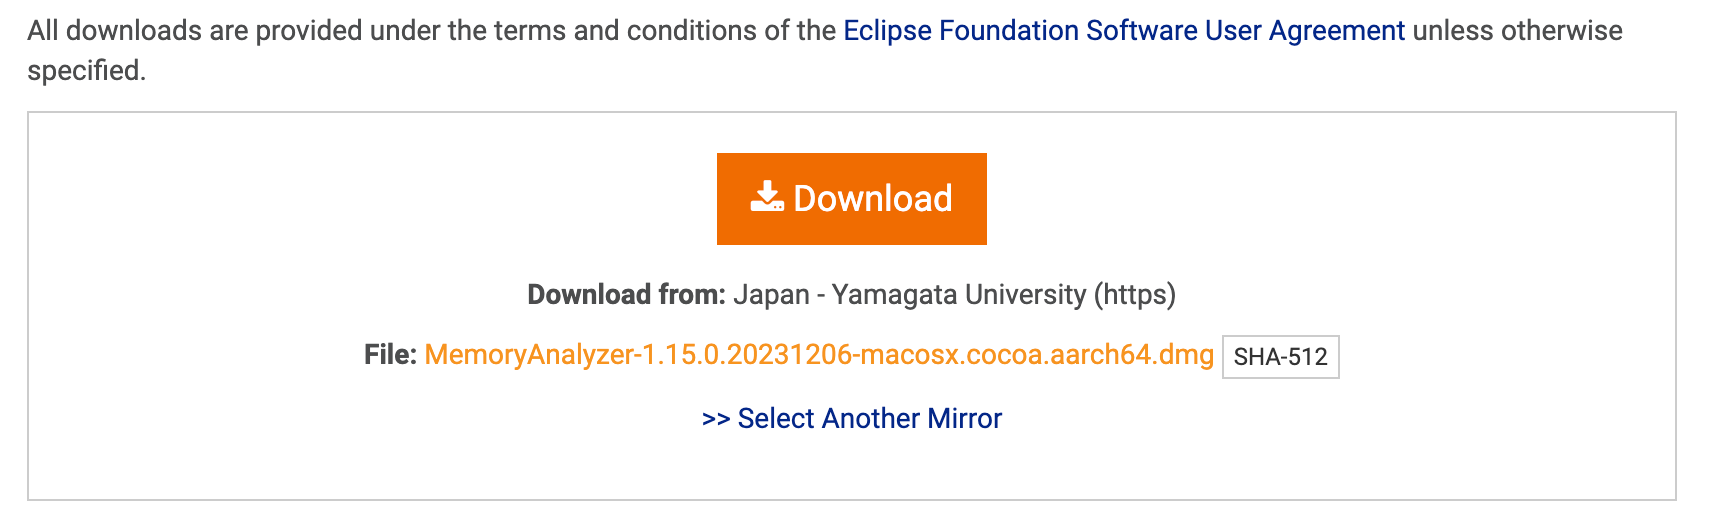 All downloads are provided under the terms and conditions of the Eclipse Foundation Software User Agreement unless otherwise
specified.
Download
Download from: Japan - Yamagata University (https)
File: MemoryAnalyzer-1.15.0.20231206-macosx.cocoa.aarch64.dmg SHA-512
>> Select Another Mirror